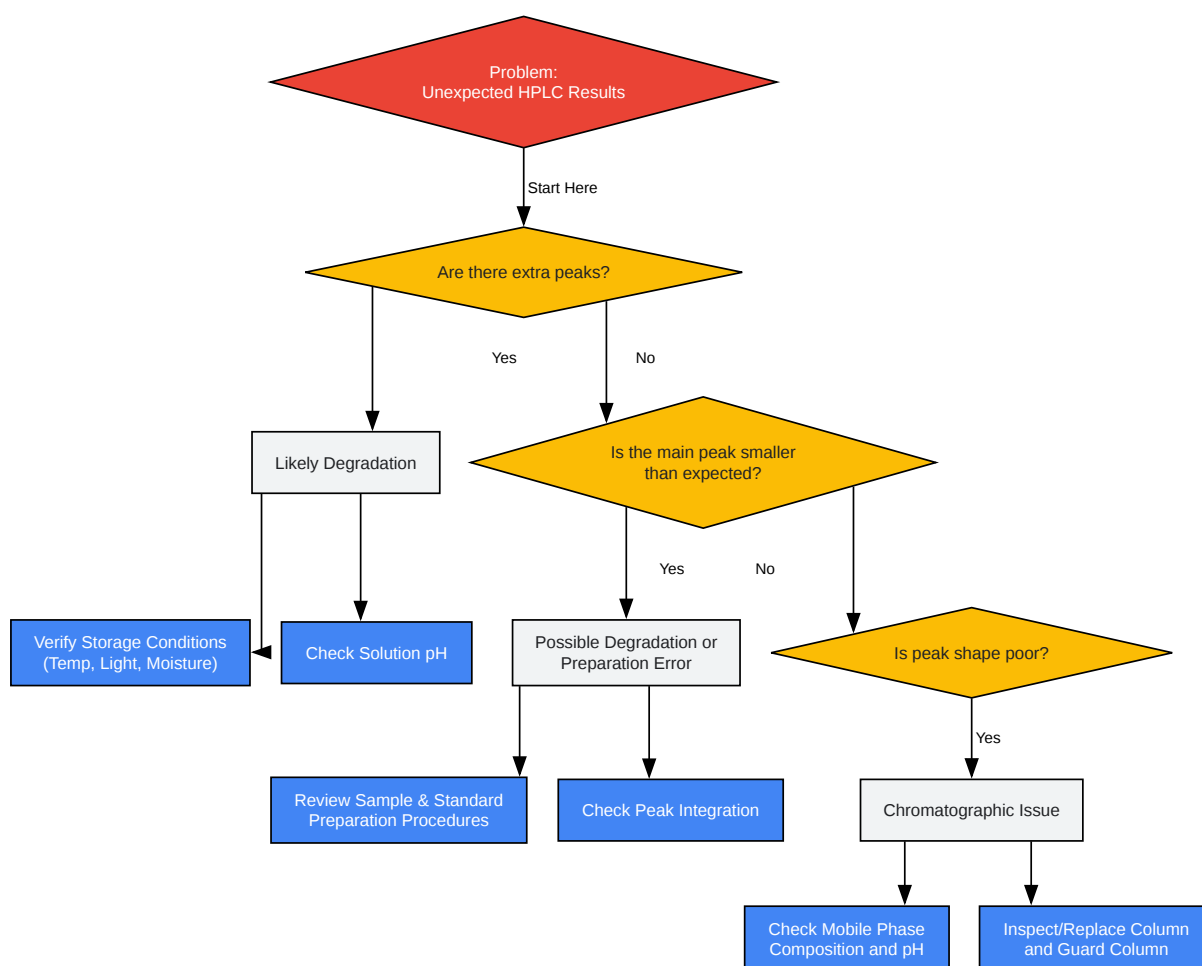 Problem:
Unexpected HPLC Results
Start Here
Are there extra peaks?
Yes
No
Likely Degradation
Is the main peak smaller
than expected?
Yes
No
Verify Storage Conditions
(Temp, Light, Moisture)
Check Solution pH
Possible Degradation or
Preparation Error
Is peak shape poor?
Yes
Review Sample & Standard
Preparation Procedures
Check Peak Integration
Chromatographic Issue
Check Mobile Phase
Composition and pH
Inspect/Replace Column
and Guard Column